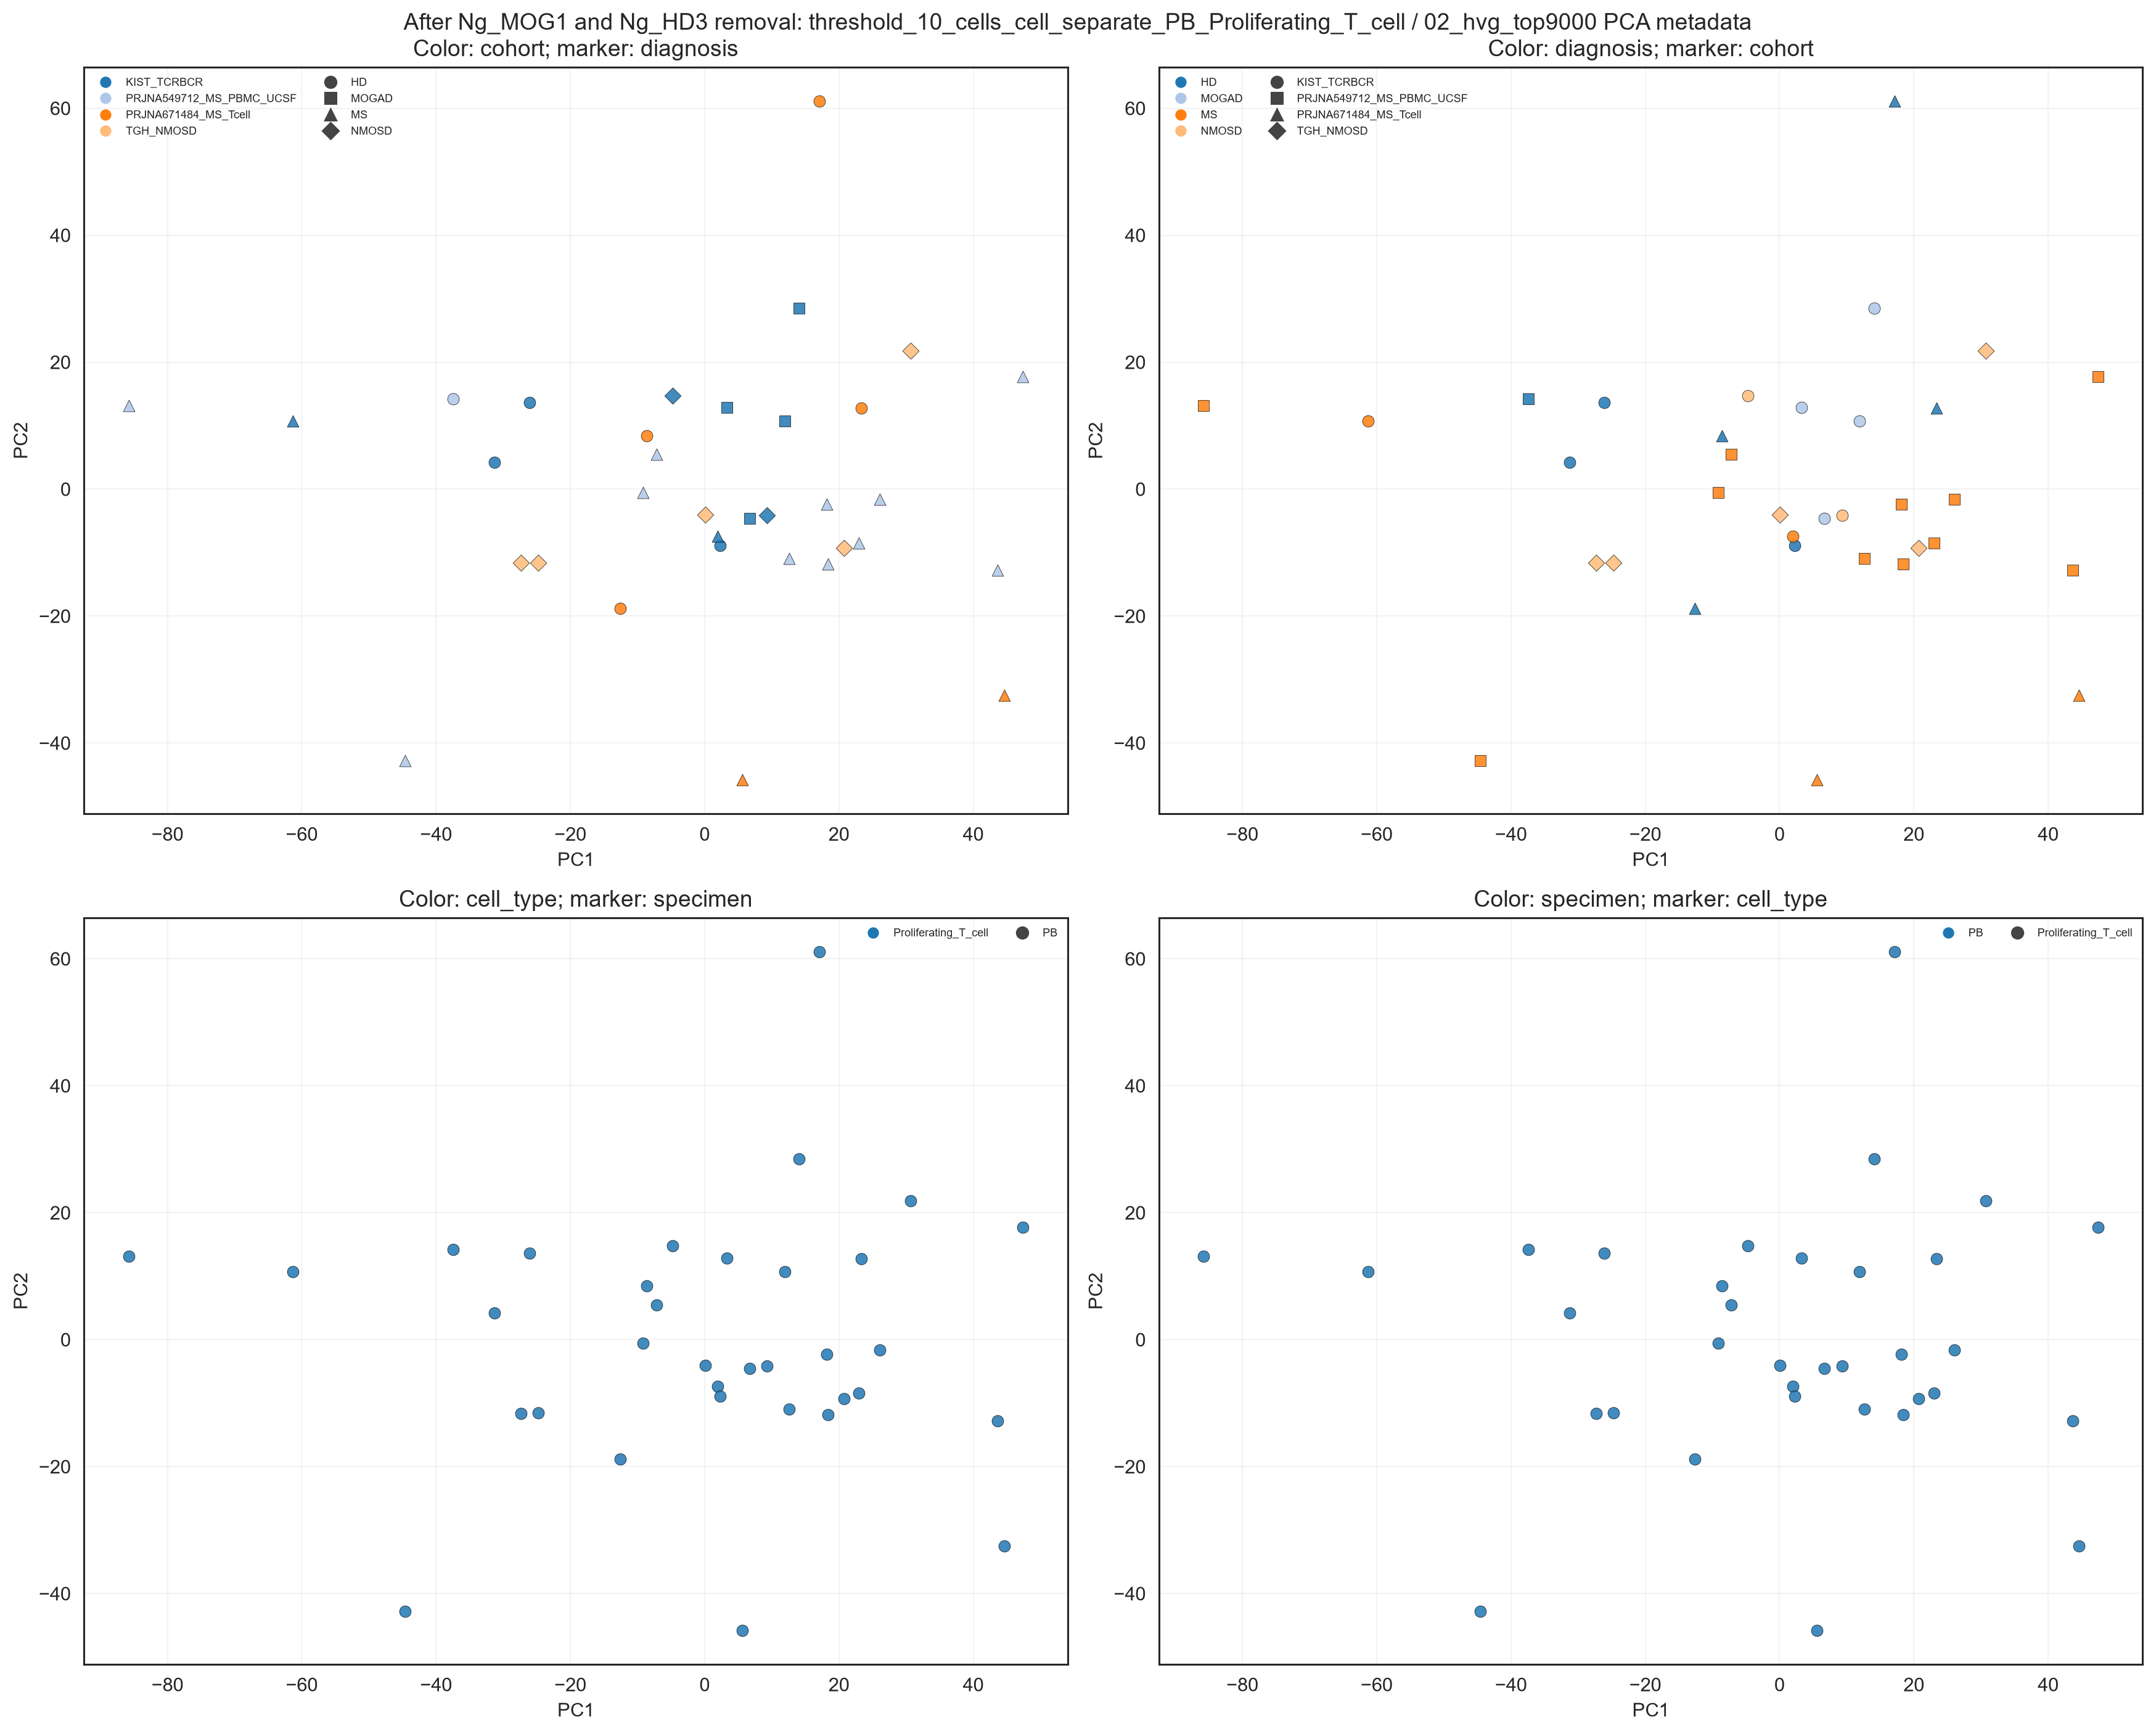 After Ng_MOG1 and Ng_HD3 removal: threshold_10_cells_cell_separate_PB_Proliferating_T_cell / 02_hvg_top9000 PCA metadata
Color: cohort; marker: diagnosis
KIST_TCRBCR
PRJNA549712_MS_PBMC_UCSF
PRJNA671484_MS_Tcell
TGH_NMOSD
HD
MOGAD
MS
NMOSD
60
40
20
0
−20
−40
PC2
−80
−60
−40
−20
0
20
40
PC1
Color: diagnosis; marker: cohort
HD
MOGAD
MS
NMOSD
KIST_TCRBCR
PRJNA549712_MS_PBMC_UCSF
PRJNA671484_MS_Tcell
TGH_NMOSD
60
40
20
0
−20
−40
PC2
−80
−60
−40
−20
0
20
40
PC1
Color: cell_type; marker: specimen
Proliferating_T_cell
PB
60
40
20
0
−20
−40
PC2
−80
−60
−40
−20
0
20
40
PC1
Color: specimen; marker: cell_type
PB
Proliferating_T_cell
60
40
20
0
−20
−40
PC2
−80
−60
−40
−20
0
20
40
PC1